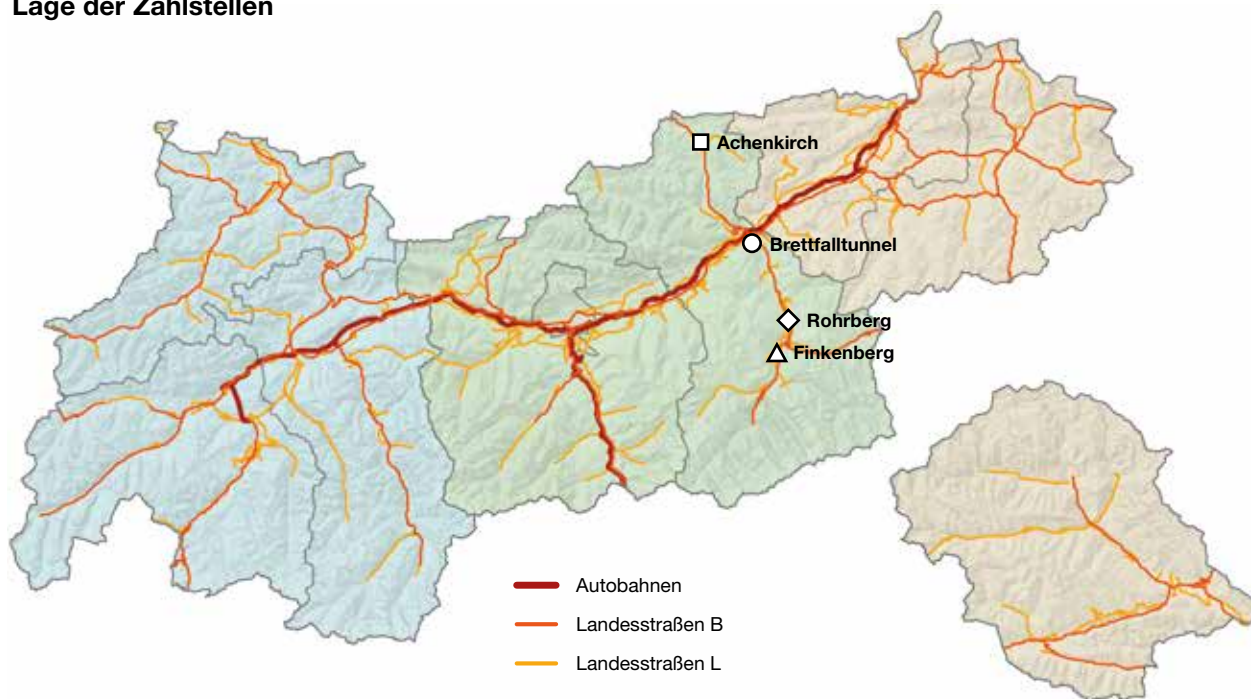 Lage der Zählstellen
Achenkirch
Brettfalltunnel
Rohrberg
Finkenberg
Autobahnen
Landesstraßen B
Landesstraßen L